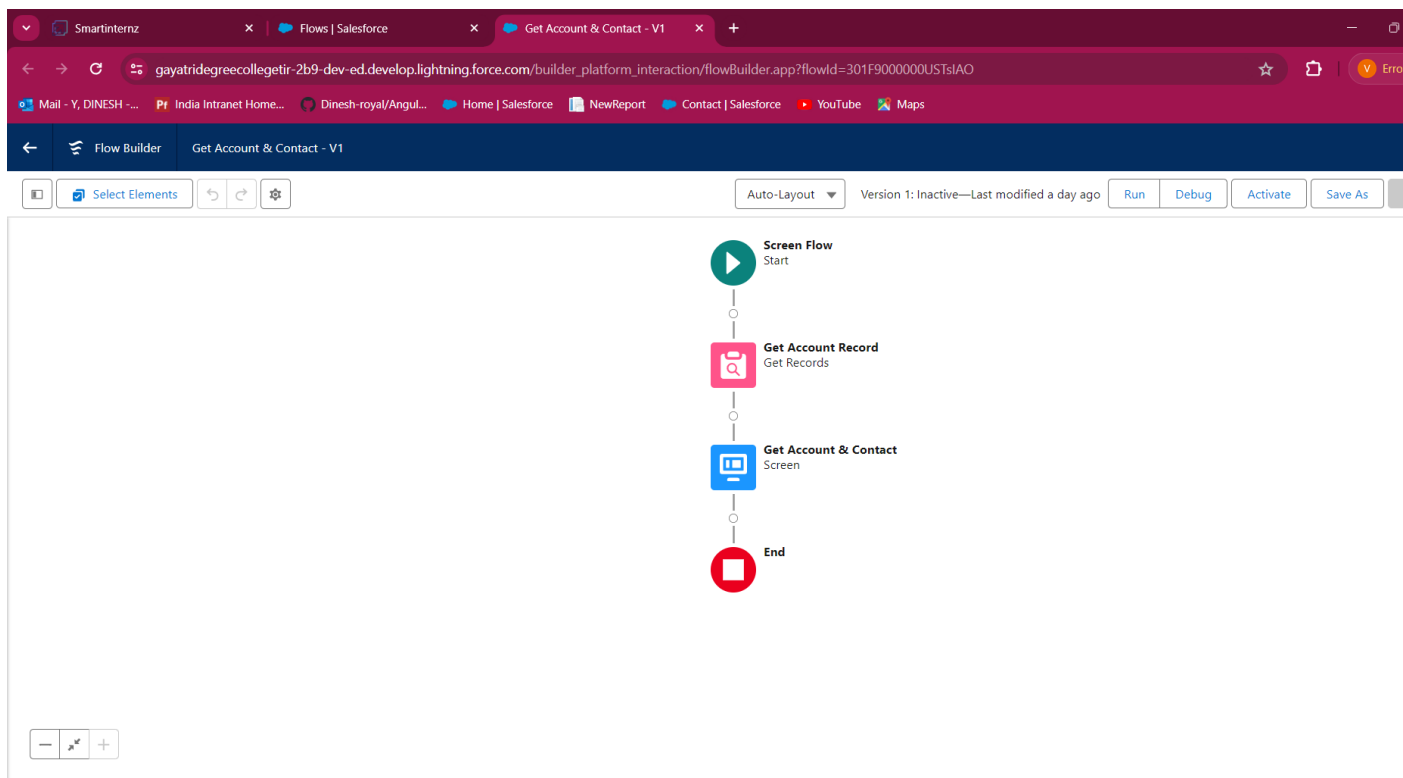 Smartinternz
Flows | Salesforce
Get Account & Contact - V1
gayatridegreecollegetir-2b9-dev-ed.develop.lightning.force.com/builder_platform_interaction/flowBuilder.app?flowId=301F9000000USTsIAO
V Erro
Mail - Y, DINESH -... Pf India Intranet Home... Dinesh-royal/Angul... Home | Salesforce NewReport Contact | Salesforce YouTube Maps
Flow Builder Get Account & Contact - V1
Select Elements Auto-Layout Version 1: Inactive—Last modified a day ago Run Debug Activate Save As
Screen Flow
Start
Get Account Record
Get Records
Get Account & Contact
Screen
End